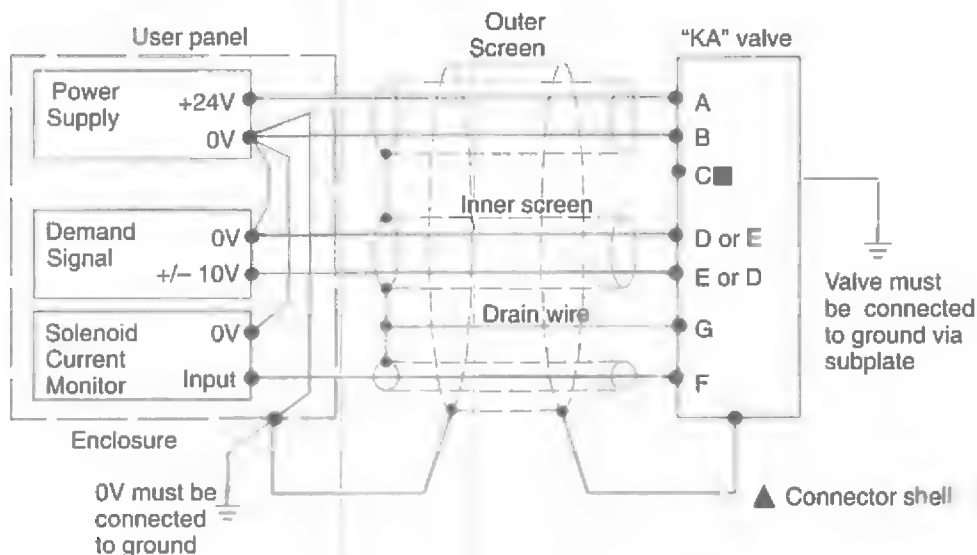 User panel
Outer
Screen
"KA" valve
Power
Supply
+24V
0V
A
B
C■
Inner screen
Demand
Signal
0V
+/– 10V
D or E
E or D
Valve must
be connected
to ground via
subplate
Drain wire
Solenoid
Current
Monitor
0V
Input
G
F
Enclosure
0V must be
connected
to ground
▲ Connector shell